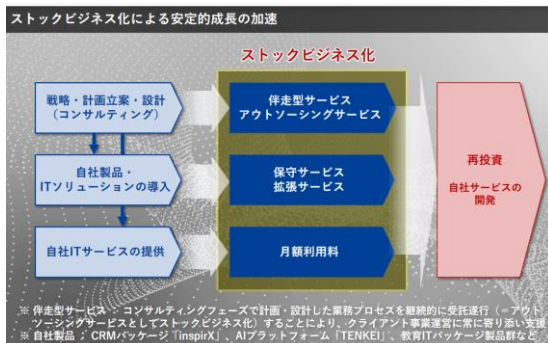 ストックビジネス化による安定的成長の加速
ストックビジネス化
戦略・計画立案・設計
(コンサルティング)
伴走型サービス
アウトソーシングサービス
自社製品・
ITソリューションの導入
保守サービス
拡張サービス
再投資
自社サービスの
開発
自社ITサービスの提供
月額利用料
※ 伴走型サービス : コンサルティングフェーズで計画・設計した業務プロセスを継続的に受託遂行(=アウト
ソーシングサービスとしてストックビジネス化)することにより、クライアント事業運営に常に寄り添い支援
※ 自社製品 : CRMパッケージ「inspirX」、AIプラットフォーム「TENKEI」、教育ITパッケージ製品群など